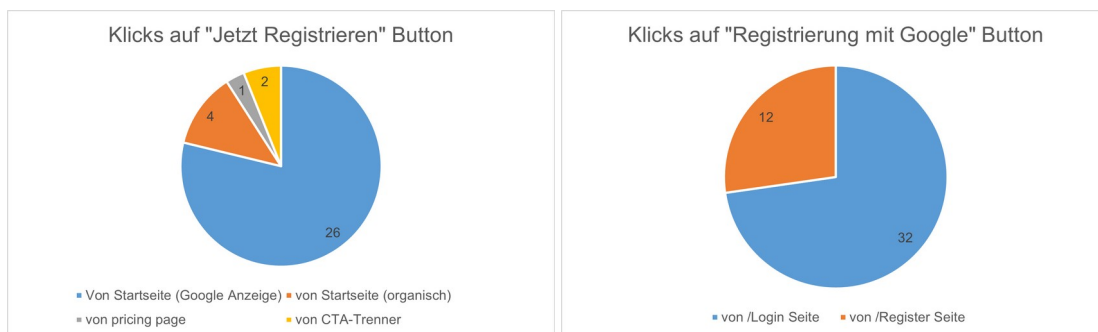 Klicks auf "Jetzt Registrieren" Button
2
1
4
26
Von Startseite (Google Anzeige)
von Startseite (organisch)
von pricing page
von CTA-Trenner
Klicks auf "Registrierung mit Google" Button
12
32
von /Login Seite
von /Register Seite